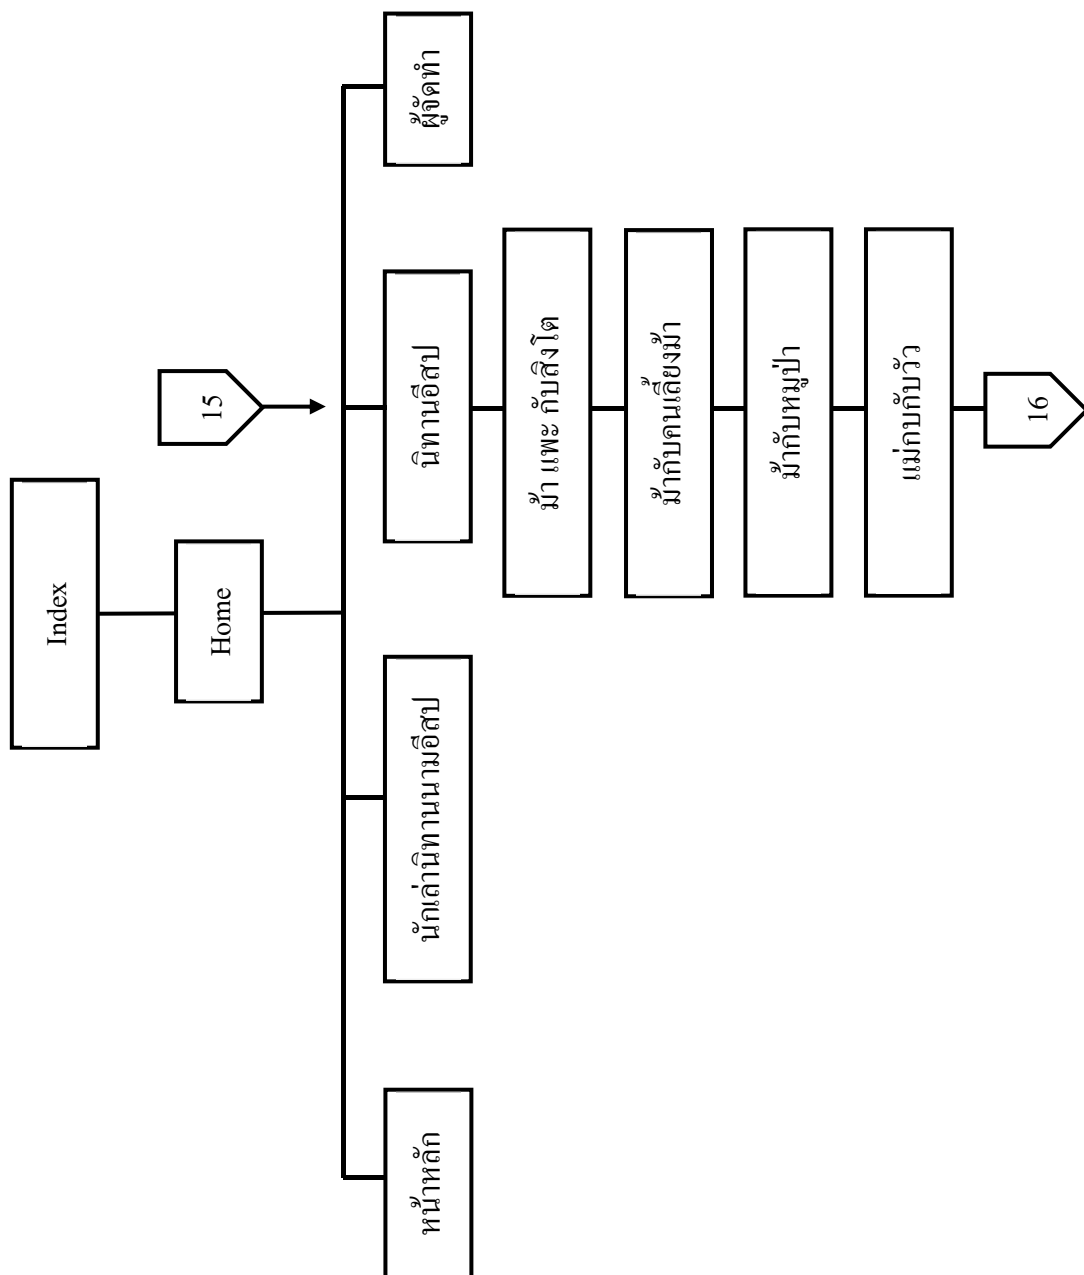 Index
Home
15
หน้าหลัก
นักเล่านิทานนามอีสป
นิทานอีสป
ผู้จัดทำ
ม้า แพะ กับสิงโต
ม้ากับคนเลี้ยงม้า
ม้ากับหมูป่า
แม่กบกับวัว
16